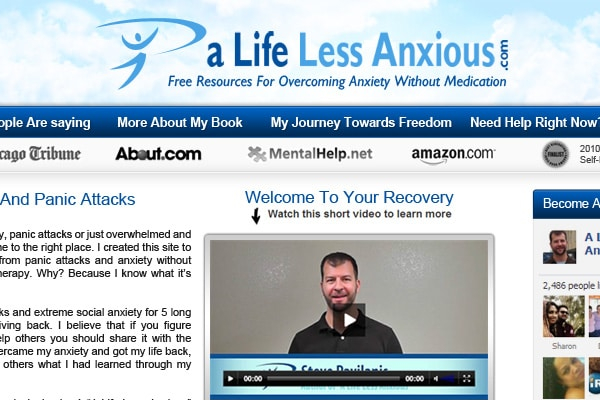 a Life Less Anxious.com
Free Resources For Overcoming Anxiety Without Medication
ople Are saying More About My Book My Journey Towards Freedom Need Help Right Now?
cago Tribune About.com MentalHelp.net amazon.com FINALIST 2010
Self-
And Panic Attacks
y, panic attacks or just overwhelmed and
ne to the right place. I created this site to
from panic attacks and anxiety without
herapy. Why? Because I know what it's
ks and extreme social anxiety for 5 long
iving back. I believe that if you figure
elp others you should share it with the
ercame my anxiety and got my life back,
others what I had learned through my
Welcome To Your Recovery
Watch this short video to learn more
00:00 00:00
Become A
A L
An
2,486 people li
Sharon